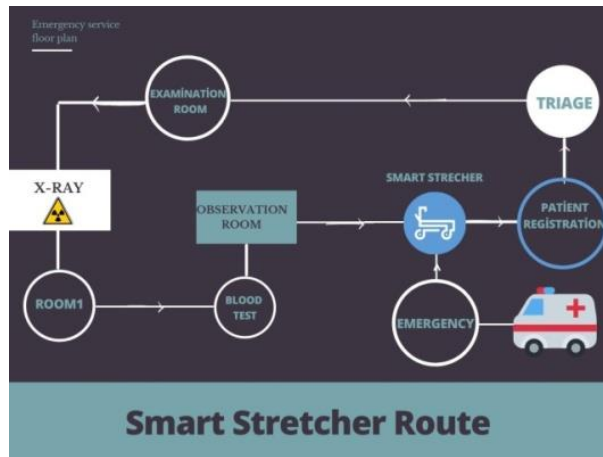 Emergency service
floor plan
EXAMİNATİON
ROOM
TRIAGE
X-RAY
SMART STRECHER
OBSERVATION
ROOM
PATİENT
REGİSTRATİON
ROOM1
BLOOD
TEST
EMERGENCY
Smart Stretcher Route